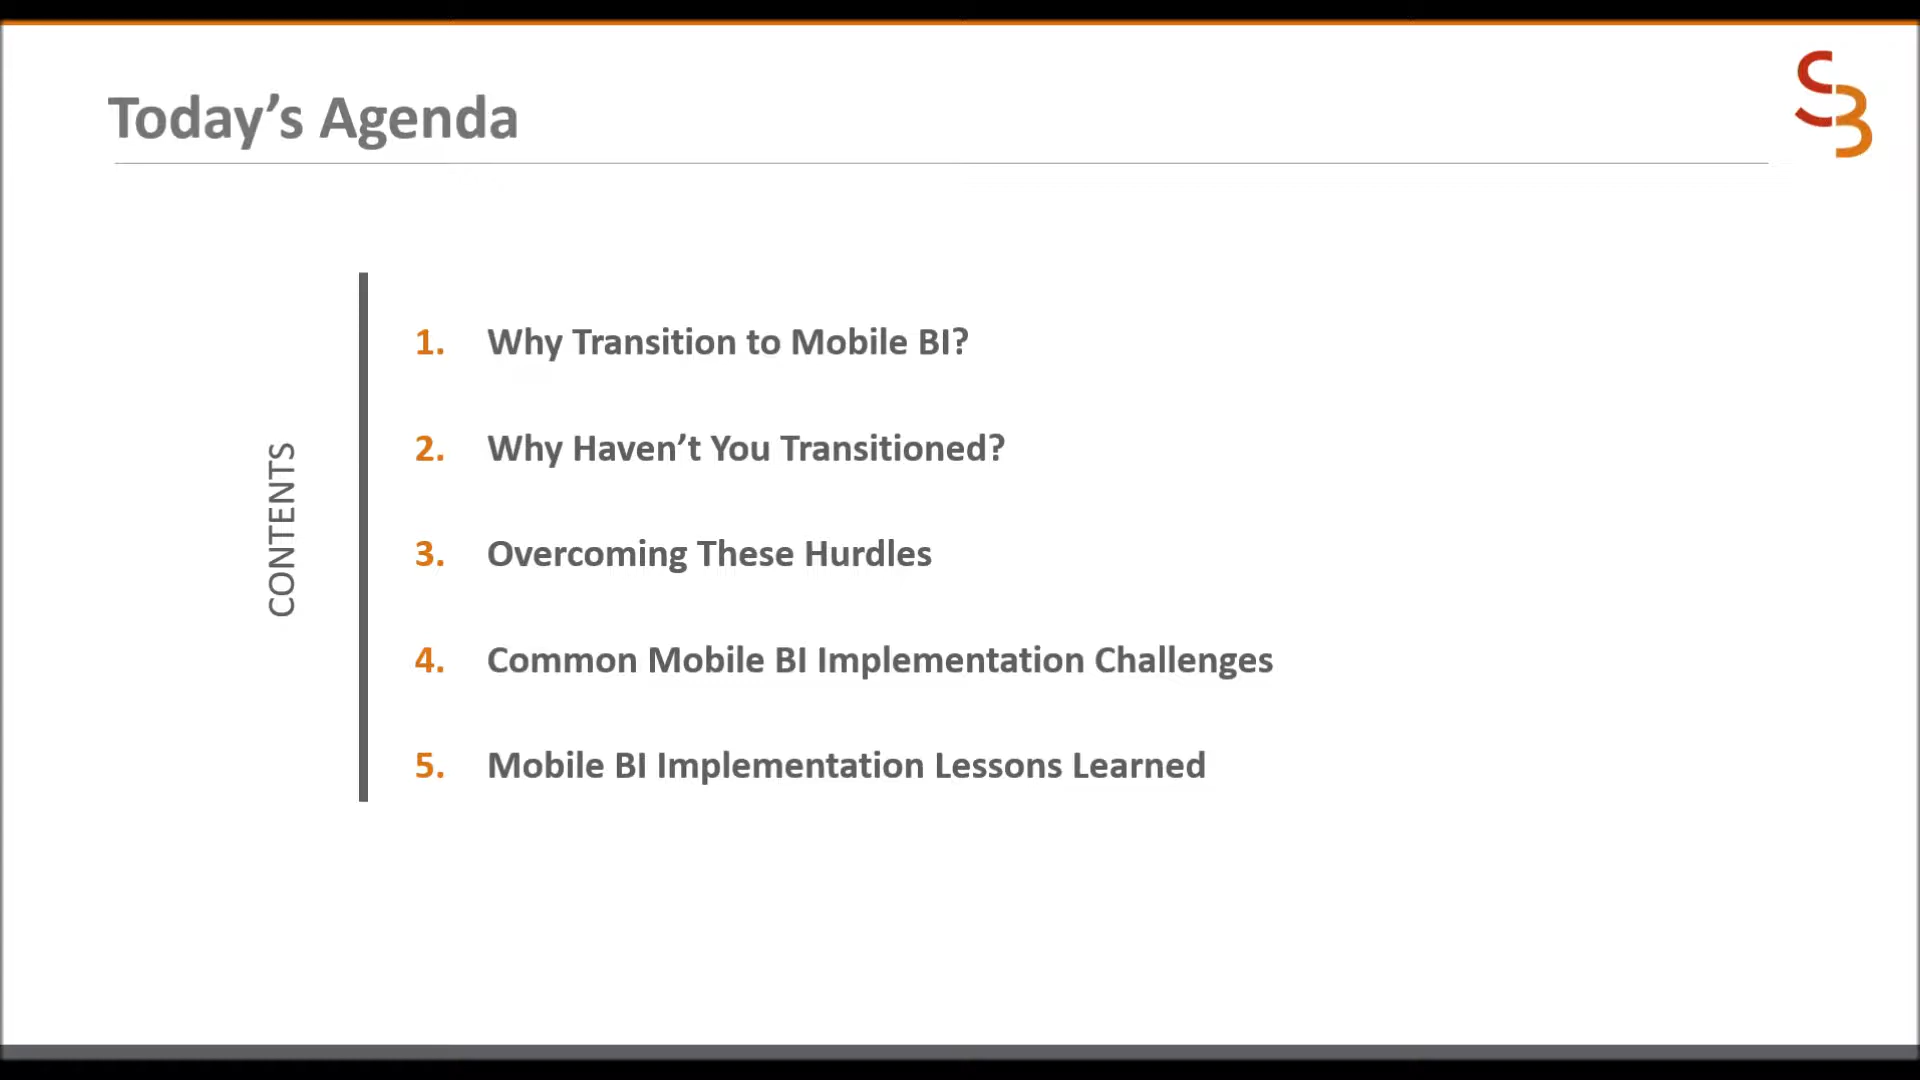 Today's Agenda
SB
CONTENTS
1. Why Transition to Mobile BI?
2. Why Haven't You Transitioned?
3. Overcoming These Hurdles
4. Common Mobile BI Implementation Challenges
5. Mobile BI Implementation Lessons Learned